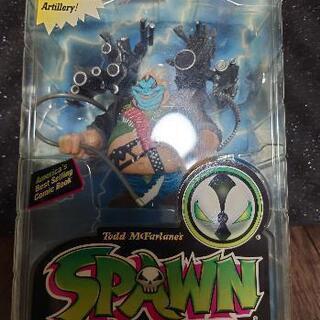 Artillery!
America's
Best Selling
Comic Book
Todd McFarlane's
SPAWN